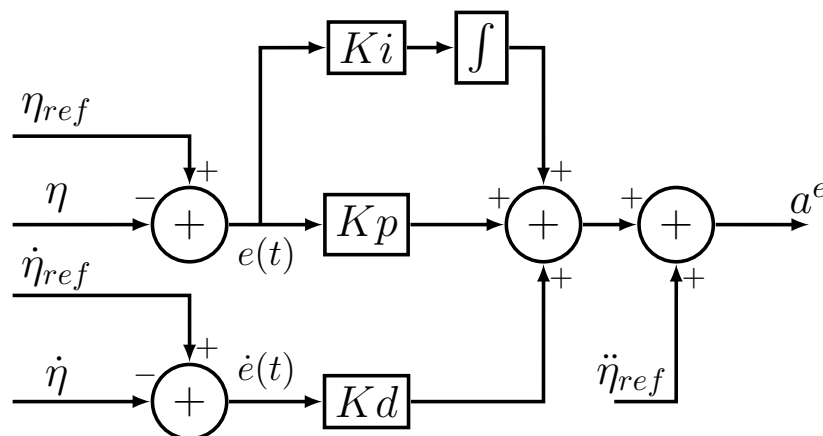 Ki ∫
η_ref + +
η − + e(t) Kp + + + + a^e
η̇_ref + + +
η̇ − + ė(t) Kd η̈_ref